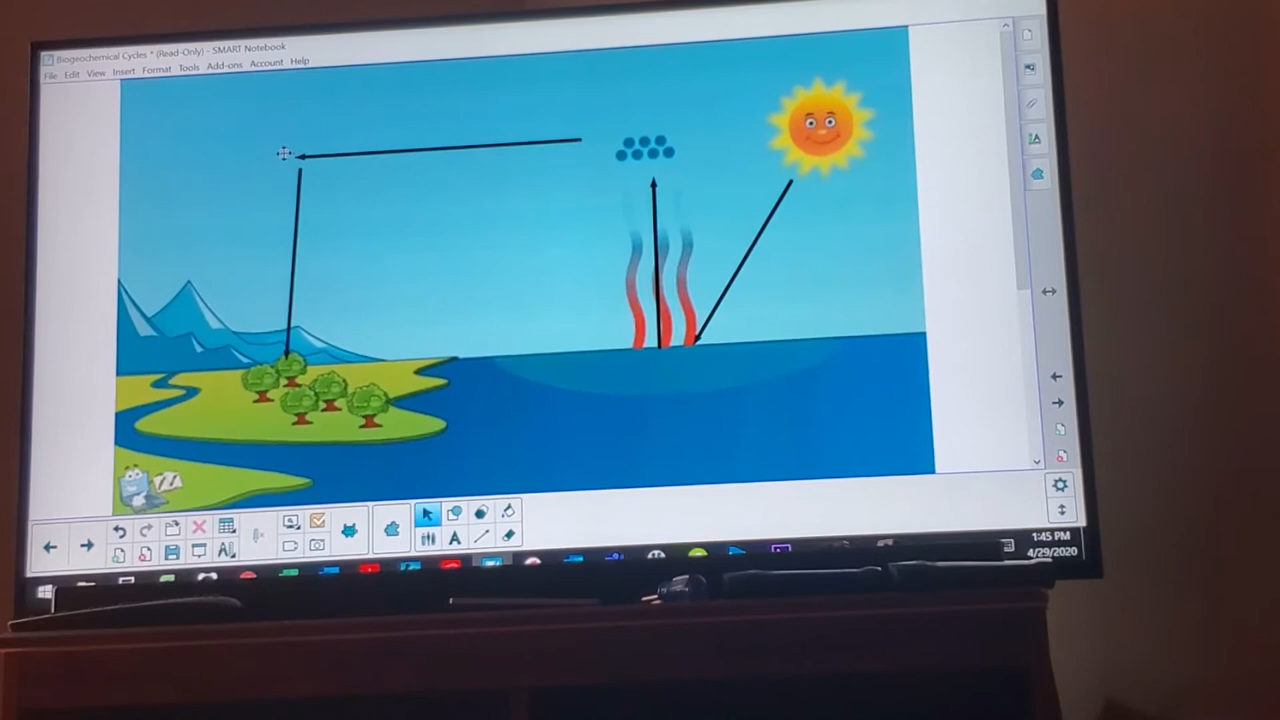 Biogeochemical Cycles * (Read-Only) - SMART Notebook
File Edit View Insert Format Tools Add-ons Account Help
1:45 PM
4/29/2020